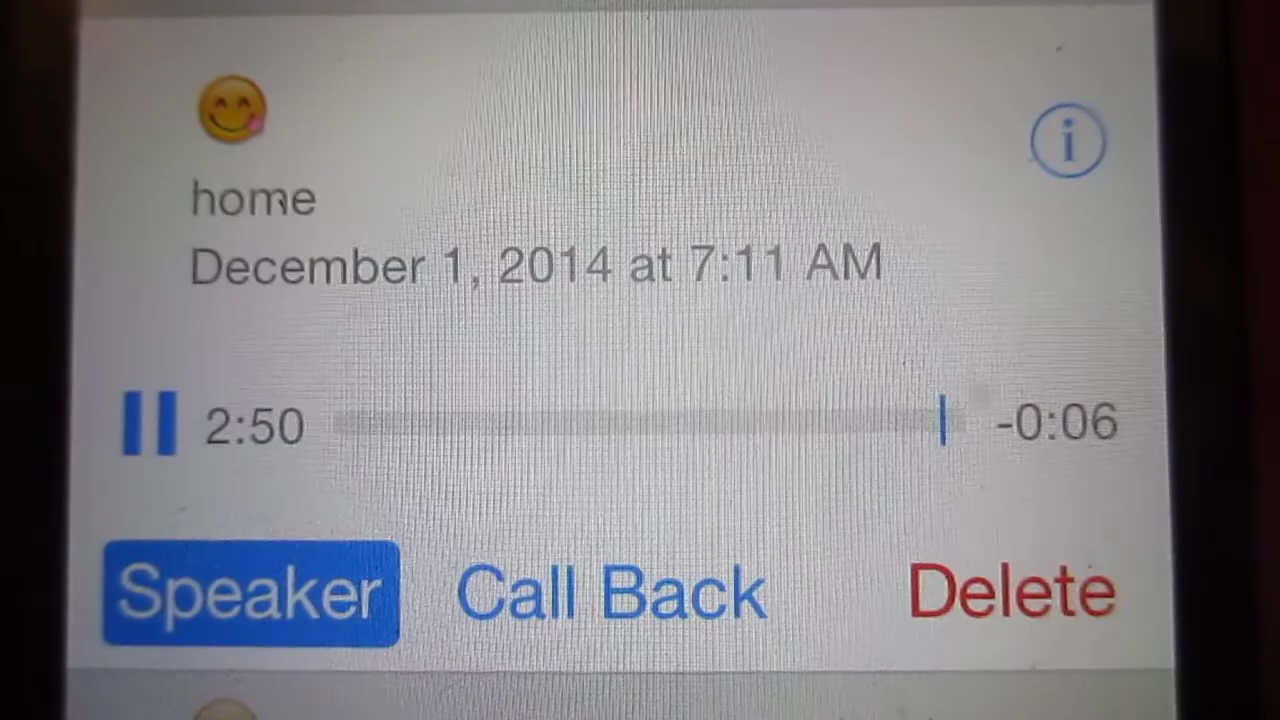 😋
home
December 1, 2014 at 7:11 AM
2:50 -0:06
Speaker Call Back Delete